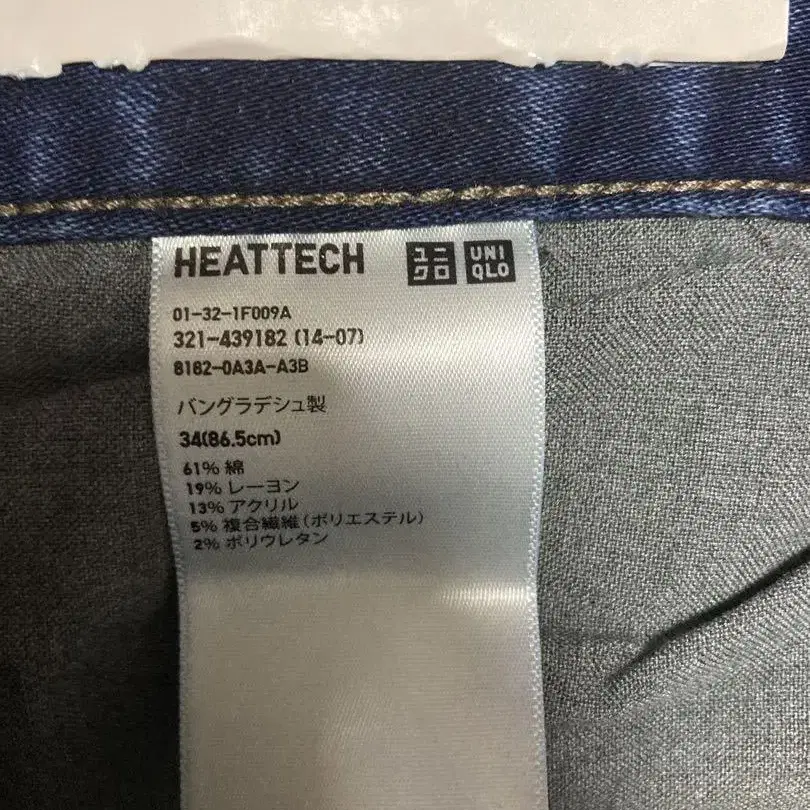 HEATTECH ユニクロ UNIQLO
01-32-1F009A
321-439182 (14-07)
8182-0A3A-A3B
バングラデシュ製
34(86.5cm)
61% 綿
19% レーヨン
13% アクリル
5% 複合繊維(ポリエステル)
2% ポリウレタン